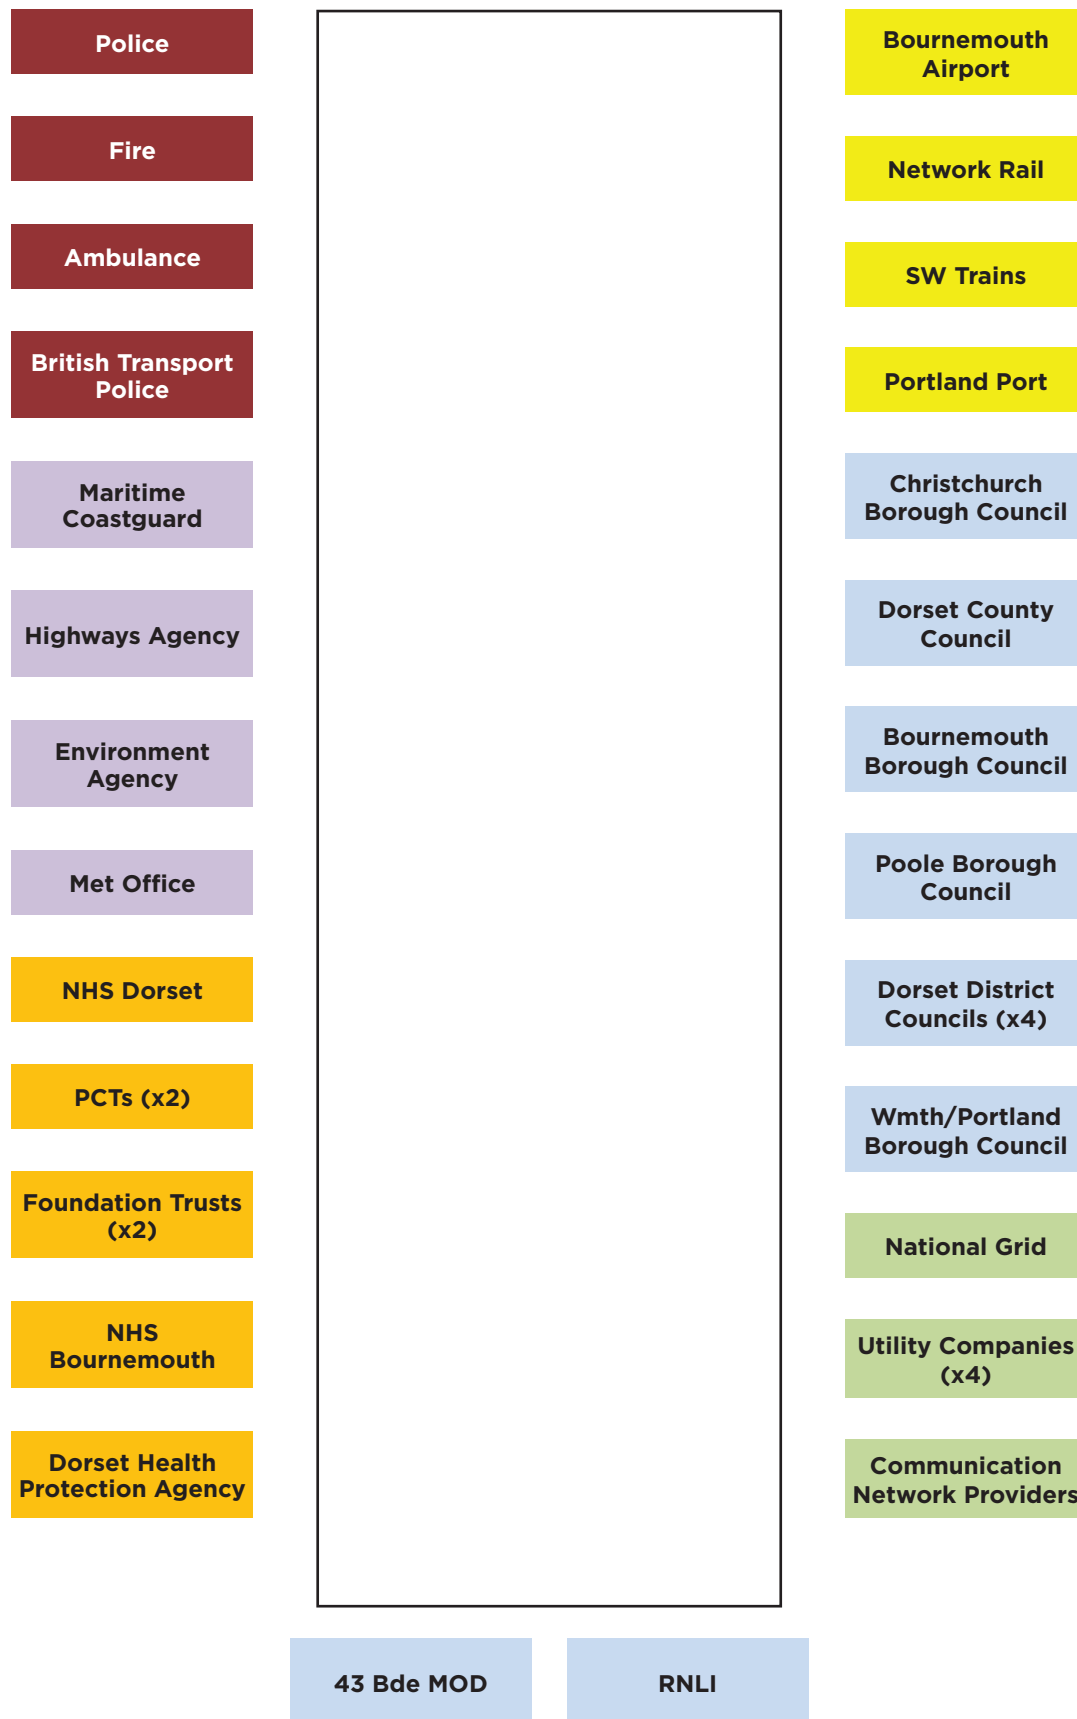 Police
Fire
Ambulance
British Transport
Police
Maritime
Coastguard
Highways Agency
Environment
Agency
Met Office
NHS Dorset
PCTs (x2)
Foundation Trusts
(x2)
NHS
Bournemouth
Dorset Health
Protection Agency
Bournemouth
Airport
Network Rail
SW Trains
Portland Port
Christchurch
Borough Council
Dorset County
Council
Bournemouth
Borough Council
Poole Borough
Council
Dorset District
Councils (x4)
Wmth/Portland
Borough Council
National Grid
Utility Companies
(x4)
Communication
Network Providers
43 Bde MOD
RNLI